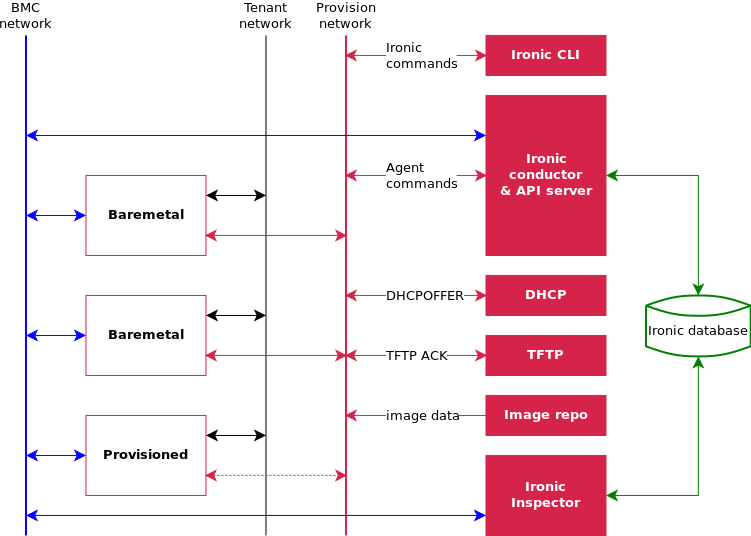 BMC
network
Tenant
network
Provision
network
Ironic
commands
Ironic CLI
Agent
commands
Ironic
conductor
& API server
Baremetal
DHCPOFFER
DHCP
Baremetal
Ironic database
TFTP ACK
TFTP
image data
Image repo
Provisioned
Ironic
Inspector